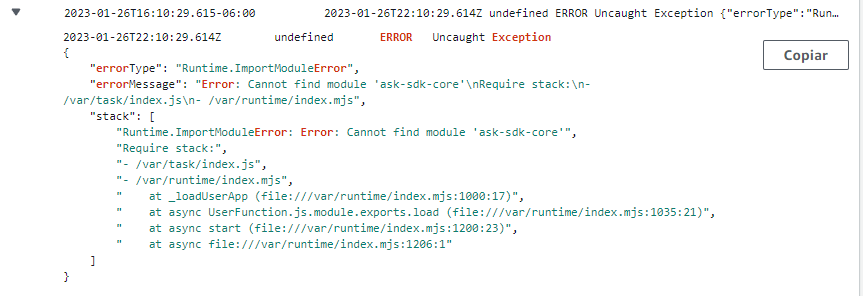 ▼ 2023-01-26T16:10:29.615-06:00 2023-01-26T22:10:29.614Z undefined ERROR Uncaught Exception {"errorType":"Run…
2023-01-26T22:10:29.614Z undefined ERROR Uncaught Exception
{
Copiar
"errorType": "Runtime.ImportModuleError",
"errorMessage": "Error: Cannot find module 'ask-sdk-core'\nRequire stack:\n-
/var/task/index.js\n- /var/runtime/index.mjs",
"stack": [
"Runtime.ImportModuleError: Error: Cannot find module 'ask-sdk-core'",
"Require stack:",
"- /var/task/index.js",
"- /var/runtime/index.mjs",
"    at _loadUserApp (file:///var/runtime/index.mjs:1000:17)",
"    at async UserFunction.js.module.exports.load (file:///var/runtime/index.mjs:1035:21)",
"    at async start (file:///var/runtime/index.mjs:1200:23)",
"    at async file:///var/runtime/index.mjs:1206:1"
]
}